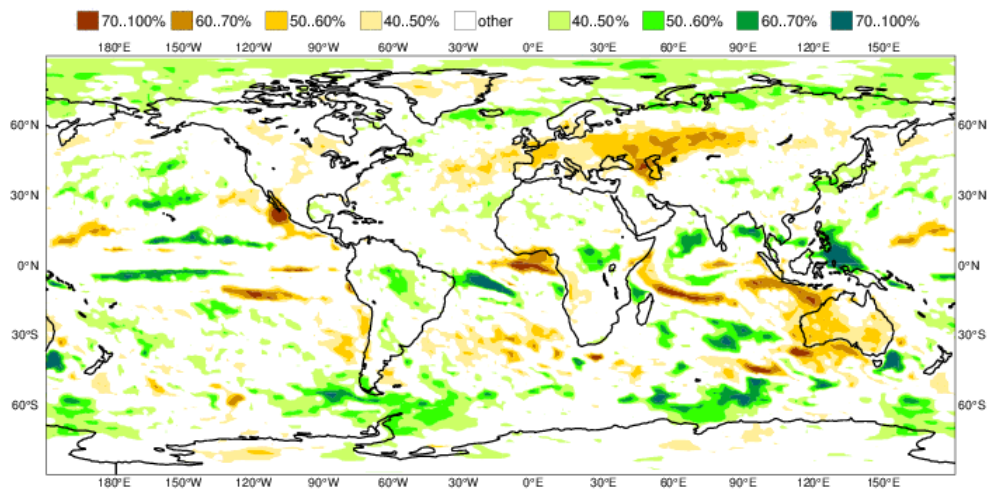 70..100% 60..70% 50..60% 40..50% other 40..50% 50..60% 60..70% 70..100%
180°E 150°W 120°W 90°W 60°W 30°W 0°E 30°E 60°E 90°E 120°E 150°E
60°N 60°N
30°N 30°N
0°N 0°N
30°S 30°S
60°S 60°S
180°E 150°W 120°W 90°W 60°W 30°W 0°E 30°E 60°E 90°E 120°E 150°E